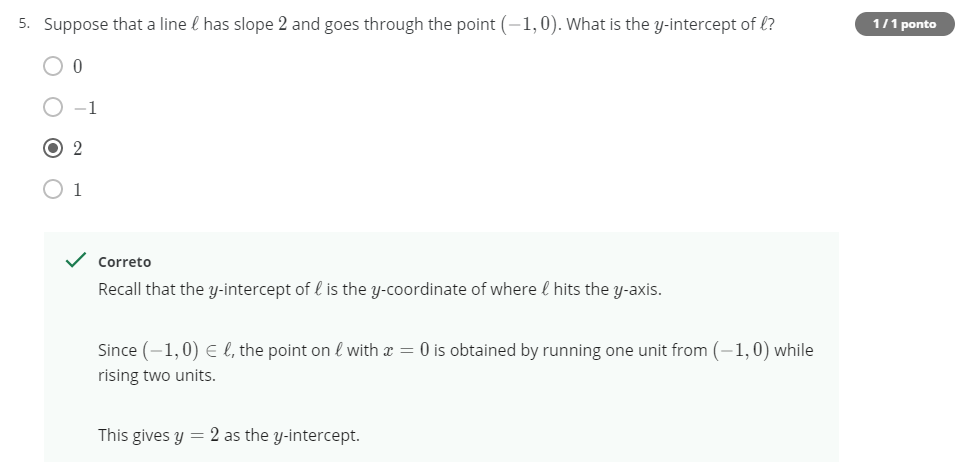 5. Suppose that a line ℓ has slope 2 and goes through the point (−1, 0). What is the y-intercept of ℓ?
1 / 1 ponto
0
−1
2
1
Correto
Recall that the y-intercept of ℓ is the y-coordinate of where ℓ hits the y-axis.
Since (−1, 0) ∈ ℓ, the point on ℓ with x = 0 is obtained by running one unit from (−1, 0) while
rising two units.
This gives y = 2 as the y-intercept.